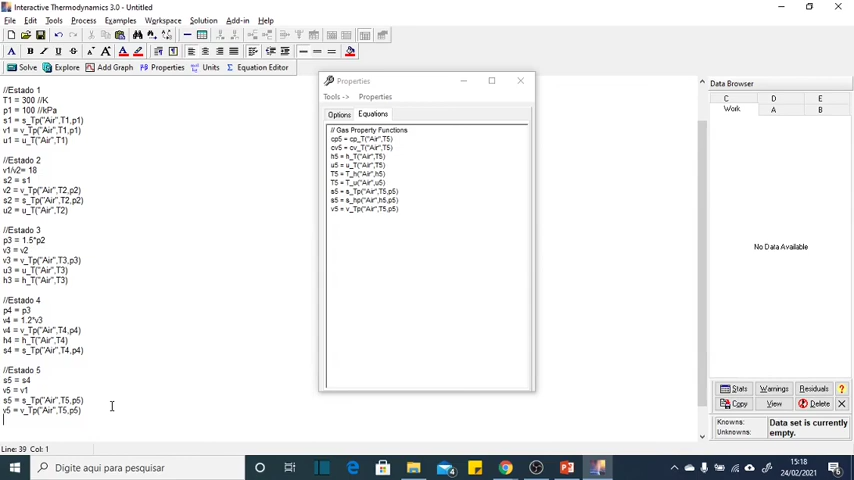 Interactive Thermodynamics 3.0 - Untitled
File Edit Tools Process Examples Workspace Solution Add-in Help
Solve Explore Add Graph Properties Units Σ Equation Editor
//Estado 1
T1 = 300 //K
p1 = 100 //kPa
s1 = s_Tp("Air",T1,p1)
v1 = v_Tp("Air",T1,p1)
u1 = u_T("Air",T1)
//Estado 2
v1/v2= 18
s2 = s1
v2 = v_Tp("Air",T2,p2)
s2 = s_Tp("Air",T2,p2)
u2 = u_T("Air",T2)
//Estado 3
p3 = 1.5*p2
v3 = v2
v3 = v_Tp("Air",T3,p3)
u3 = u_T("Air",T3)
h3 = h_T("Air",T3)
//Estado 4
p4 = p3
v4 = 1.2*v3
v4 = v_Tp("Air",T4,p4)
h4 = h_T("Air",T4)
s4 = s_Tp("Air",T4,p4)
//Estado 5
s5 = s4
v5 = v1
s5 = s_Tp("Air",T5,p5)
v5 = v_Tp("Air",T5,p5)
Line: 39 Col: 1
Properties
Tools -> Properties
Options Equations
// Gas Property Functions
cp5 = cp_T("Air",T5)
cv5 = cv_T("Air",T5)
h5 = h_T("Air",T5)
u5 = u_T("Air",T5)
T5 = T_h("Air",h5)
T5 = T_u("Air",u5)
s5 = s_Tp("Air",T5,p5)
s5 = s_hp("Air",h5,p5)
v5 = v_Tp("Air",T5,p5)
Data Browser
C D E
Work A B
No Data Available
Stats Warnings Residuals ?
Copy View Delete
Knowns:
Unknowns:
Data set is currently
empty.
Digite aqui para pesquisar
4
15:18
24/02/2021